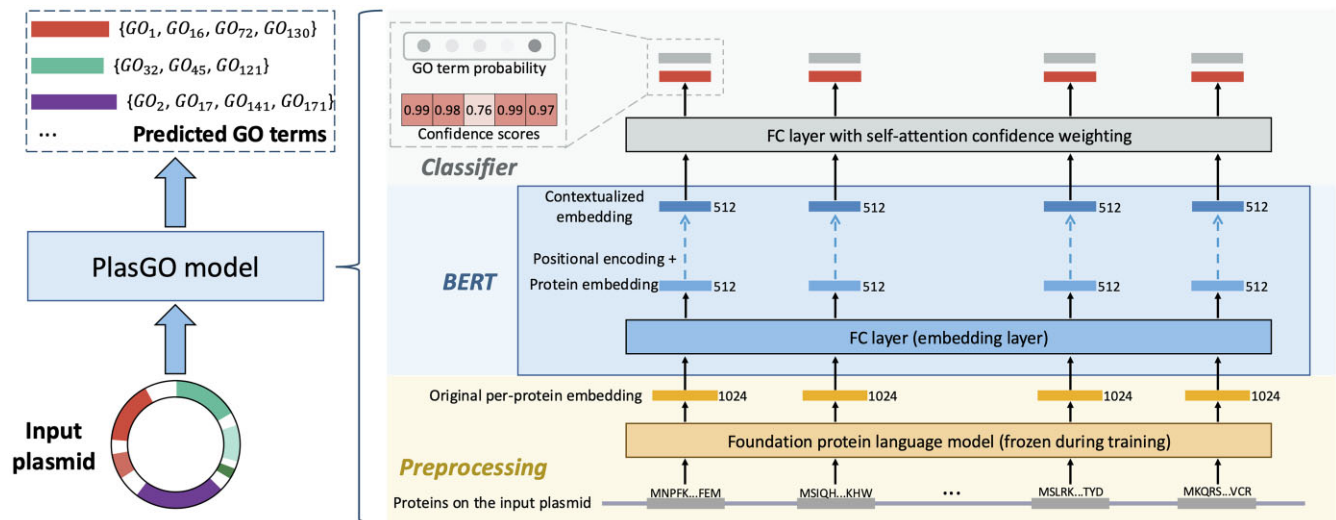 {GO₁, GO₁₆, GO₇₂, GO₁₃₀}
{GO₃₂, GO₄₅, GO₁₂₁}
{GO₂, GO₁₇, GO₁₄₁, GO₁₇₁}
...
Predicted GO terms
PlasGO model
Input
plasmid
GO term probability
0.99 0.98 0.76 0.99 0.97
Confidence scores
Classifier
FC layer with self-attention confidence weighting
Contextualized
embedding
512 512 512 512
Positional encoding +
BERT
Protein embedding
512 512 512 512
FC layer (embedding layer)
Original per-protein embedding
1024 1024 1024 1024
Foundation protein language model (frozen during training)
Preprocessing
MNPFK...FEM MSIQH...KHW ... MSLRK...TYD MKQRS...VCR
Proteins on the input plasmid